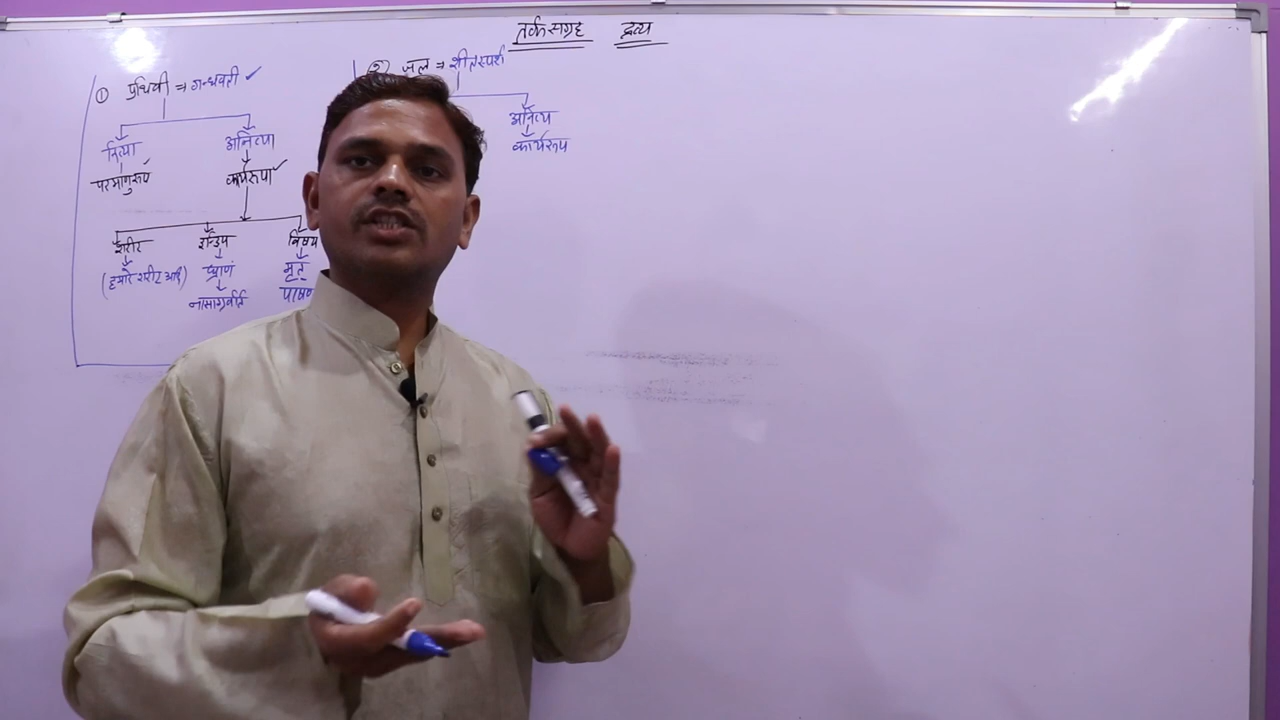 तर्कसंग्रह द्रव्य
① पृथिवी ⇒ गन्धवती ✓
नित्या अनित्या
परमाणुरूपा कार्यरूपा ✓
शरीर इन्द्रिय विषय
(हमारे शरीर आदि) घ्राणं मृत्
नासाग्रवर्ति
② जल ⇒ शीतस्पर्श
अनित्य
कार्यरूप